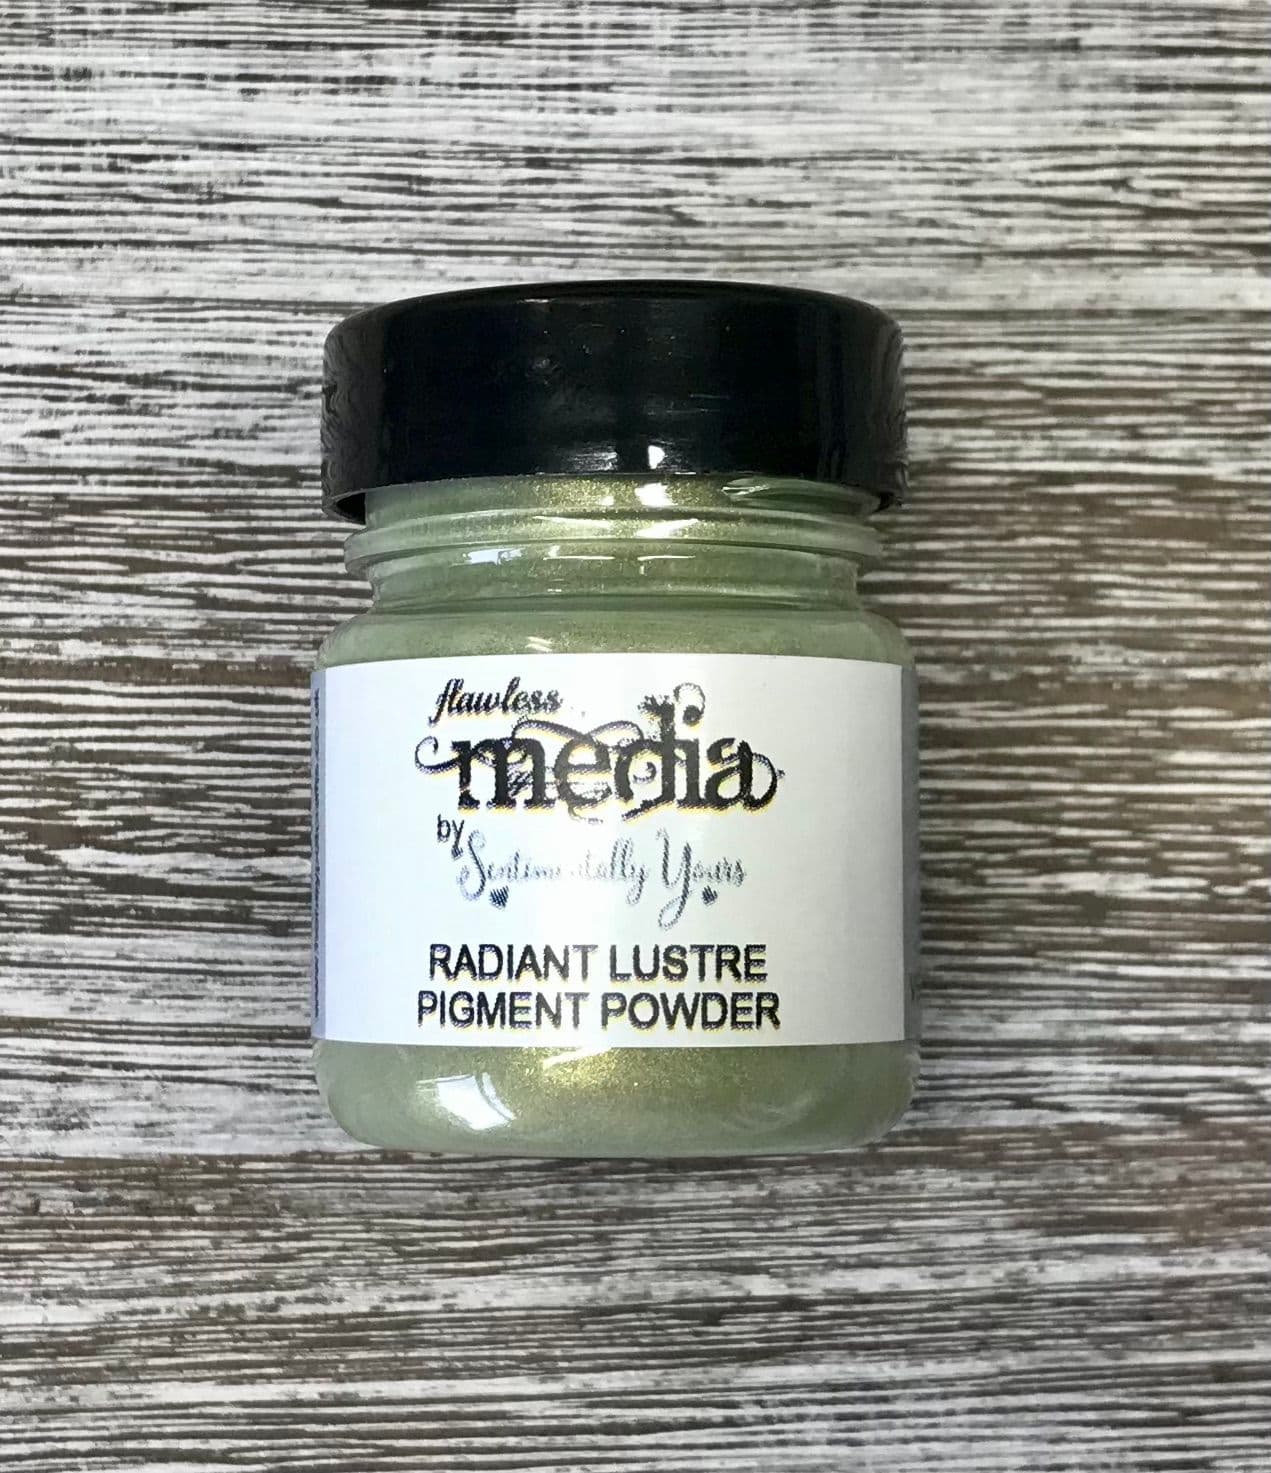 flawless
media
by
Sentimentally Yours
RADIANT LUSTRE
PIGMENT POWDER